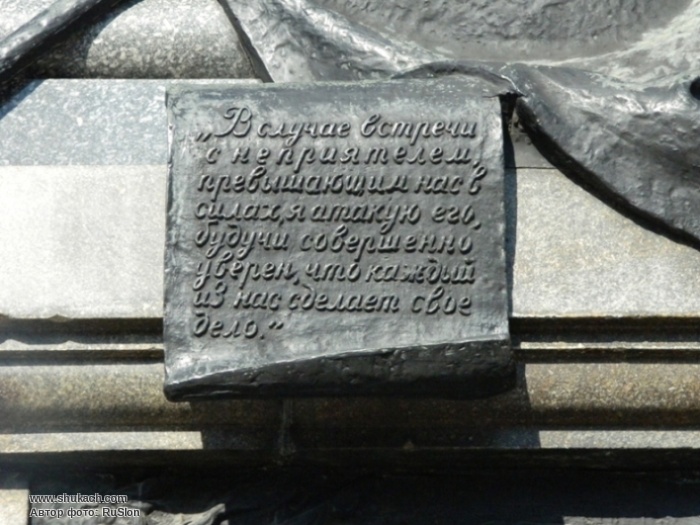 „В случае встречи
с неприятелем,
превышающим нас в
силах, я атакую его,
будучи совершенно
уверен, что каждый
из нас сделает свое
дело.”
www.shukach.com
Автор фото: RuSlon